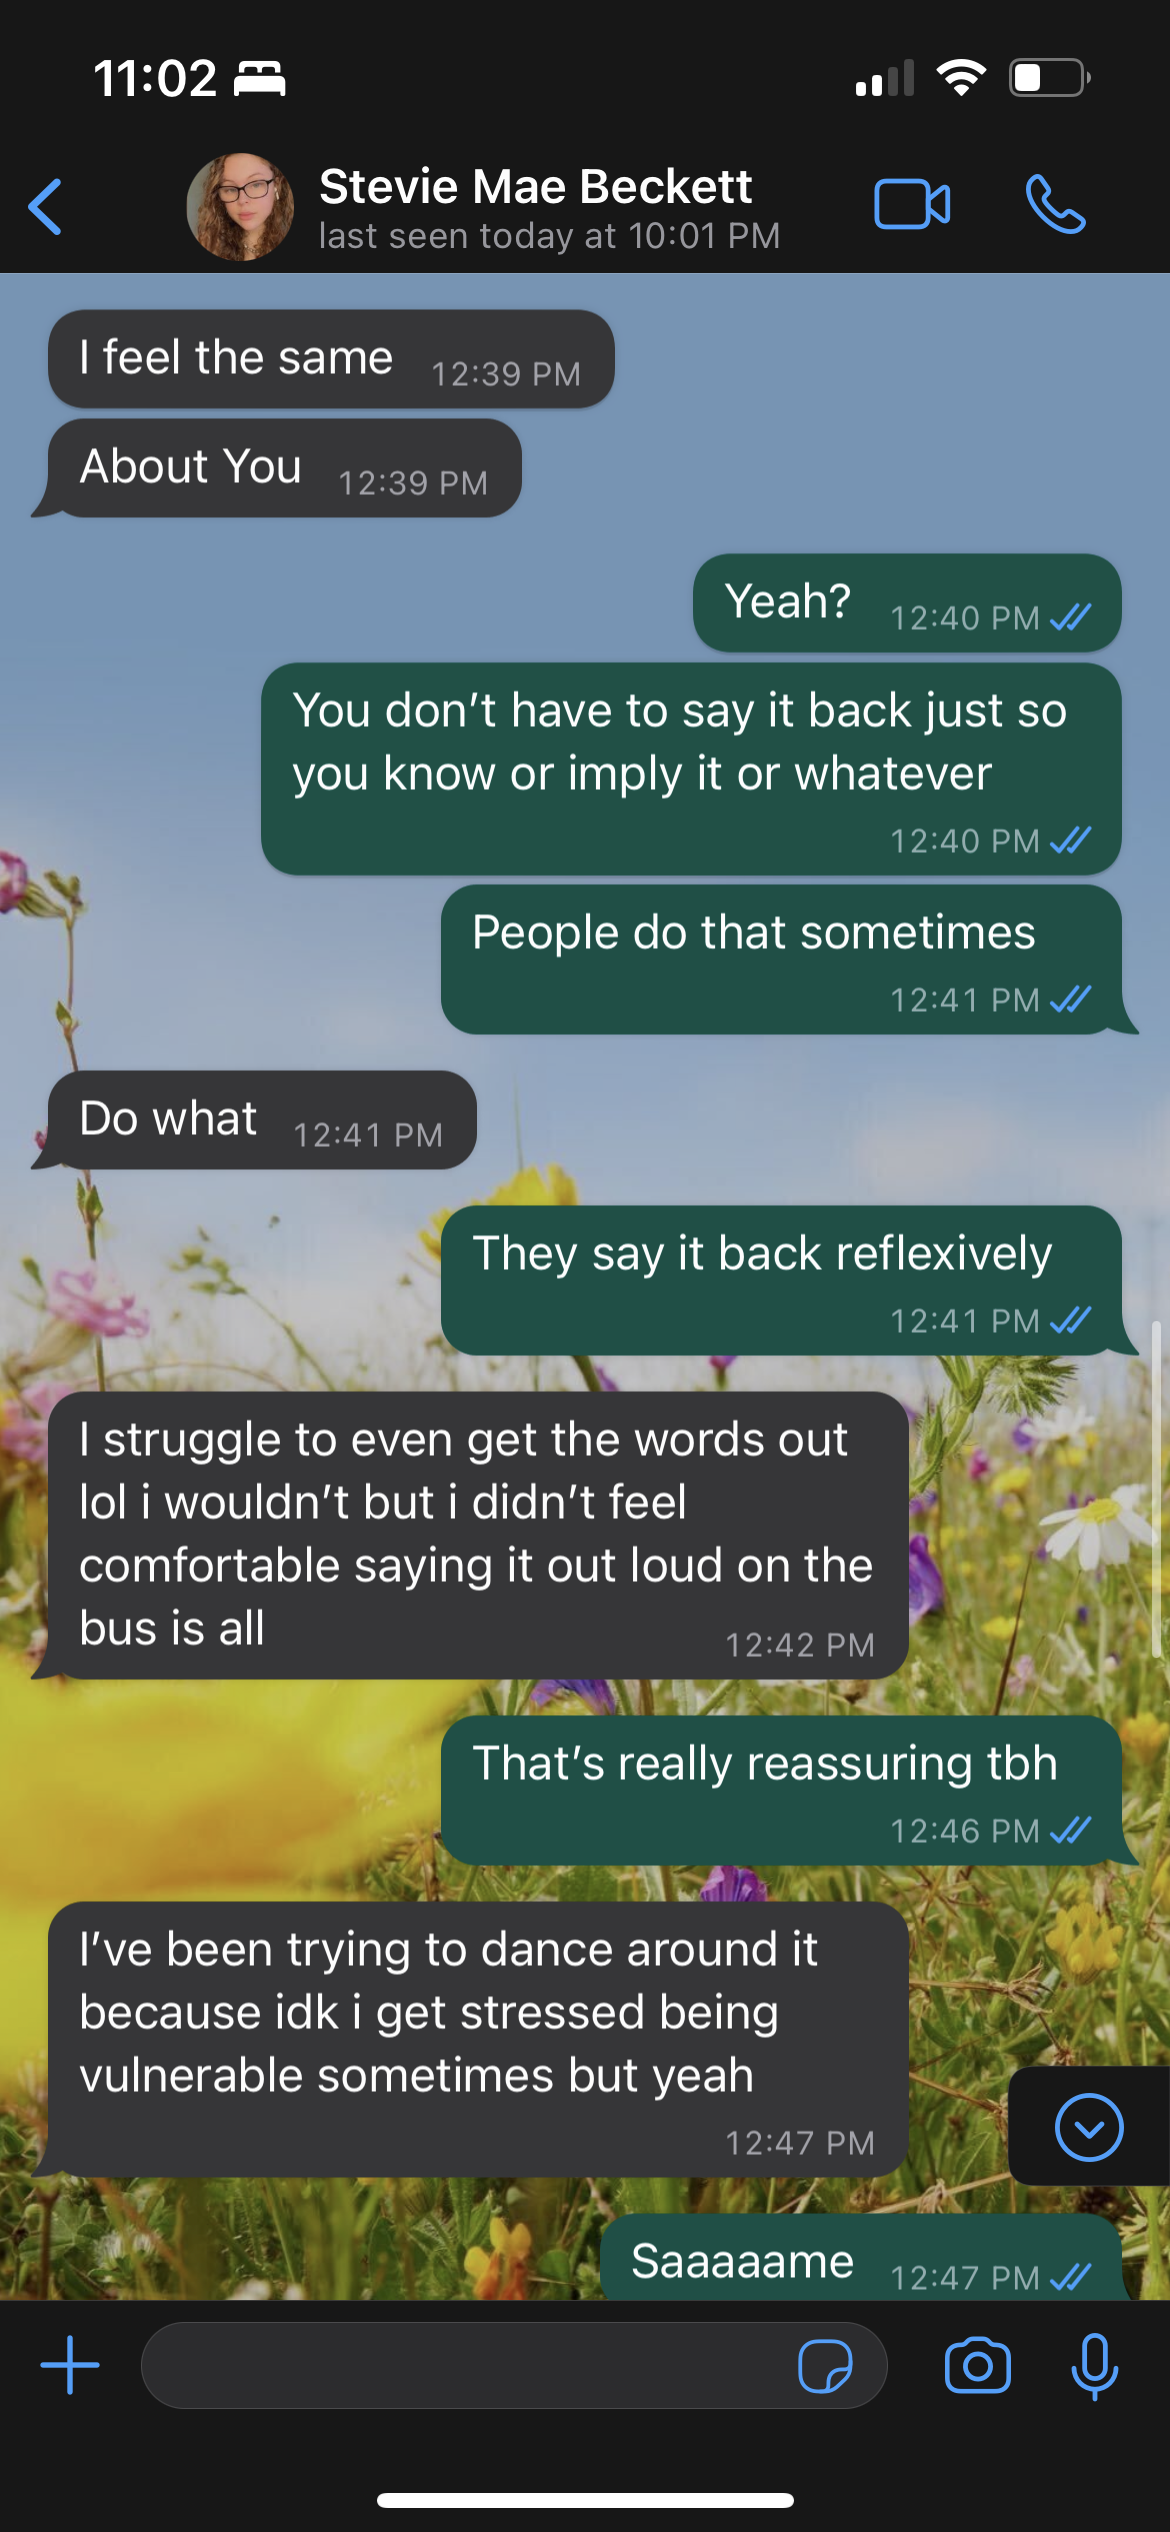 11:02
Stevie Mae Beckett
last seen today at 10:01 PM
I feel the same 12:39 PM
About You 12:39 PM
Yeah? 12:40 PM
You don't have to say it back just so
you know or imply it or whatever
12:40 PM
People do that sometimes
12:41 PM
Do what 12:41 PM
They say it back reflexively
12:41 PM
I struggle to even get the words out
lol i wouldn't but i didn't feel
comfortable saying it out loud on the
bus is all 12:42 PM
That's really reassuring tbh
12:46 PM
I've been trying to dance around it
because idk i get stressed being
vulnerable sometimes but yeah
12:47 PM
Saaaaame 12:47 PM